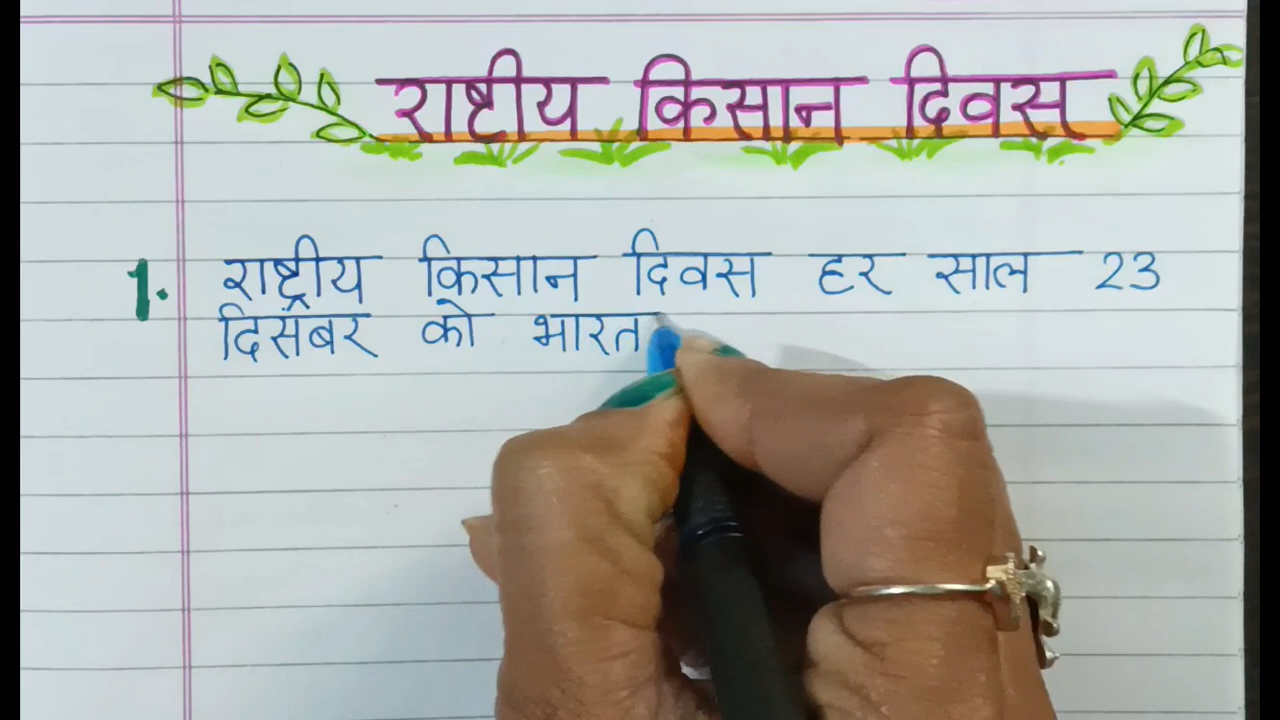 राष्टीय किसान दिवस
1. राष्ट्रीय किसान दिवस हर साल 23
दिसंबर को भारत